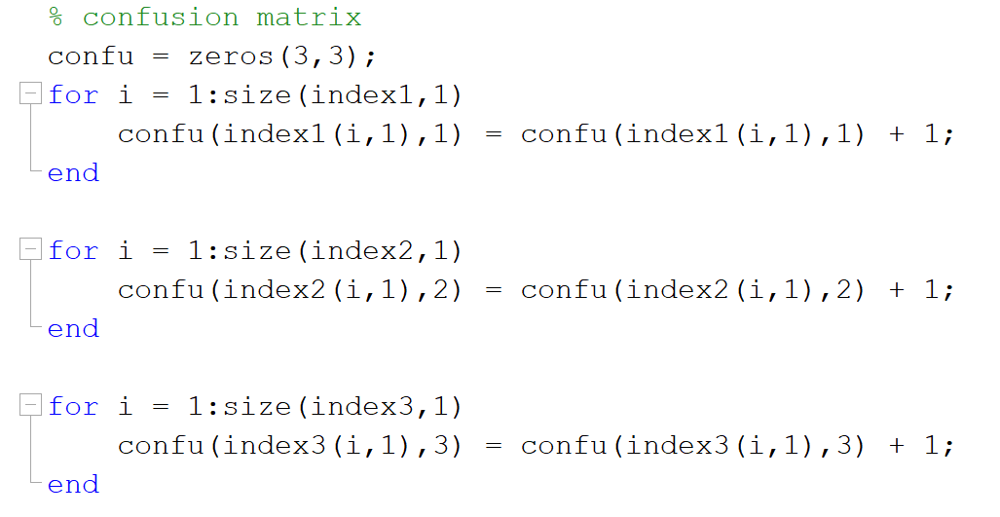 % confusion matrix
confu = zeros(3,3);
for i = 1:size(index1,1)
    confu(index1(i,1),1) = confu(index1(i,1),1) + 1;
end
for i = 1:size(index2,1)
    confu(index2(i,1),2) = confu(index2(i,1),2) + 1;
end
for i = 1:size(index3,1)
    confu(index3(i,1),3) = confu(index3(i,1),3) + 1;
end